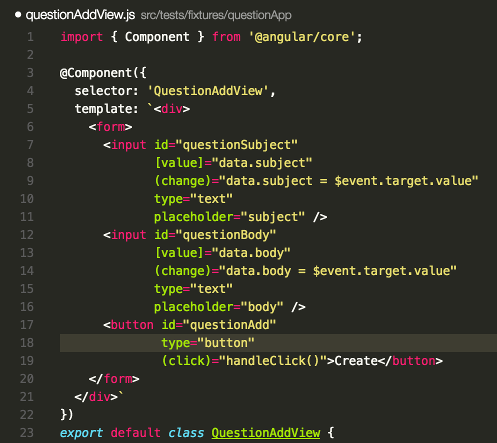 ● questionAddView.js src/tests/fixtures/questionApp
1 import { Component } from '@angular/core';
2
3 @Component({
4   selector: 'QuestionAddView',
5   template: `<div>
6     <form>
7       <input id="questionSubject"
8              [value]="data.subject"
9              (change)="data.subject = $event.target.value"
10              type="text"
11              placeholder="subject" />
12       <input id="questionBody"
13              [value]="data.body"
14              (change)="data.body = $event.target.value"
15              type="text"
16              placeholder="body" />
17       <button id="questionAdd"
18               type="button"
19               (click)="handleClick()">Create</button>
20     </form>
21   </div>`
22 })
23 export default class QuestionAddView {